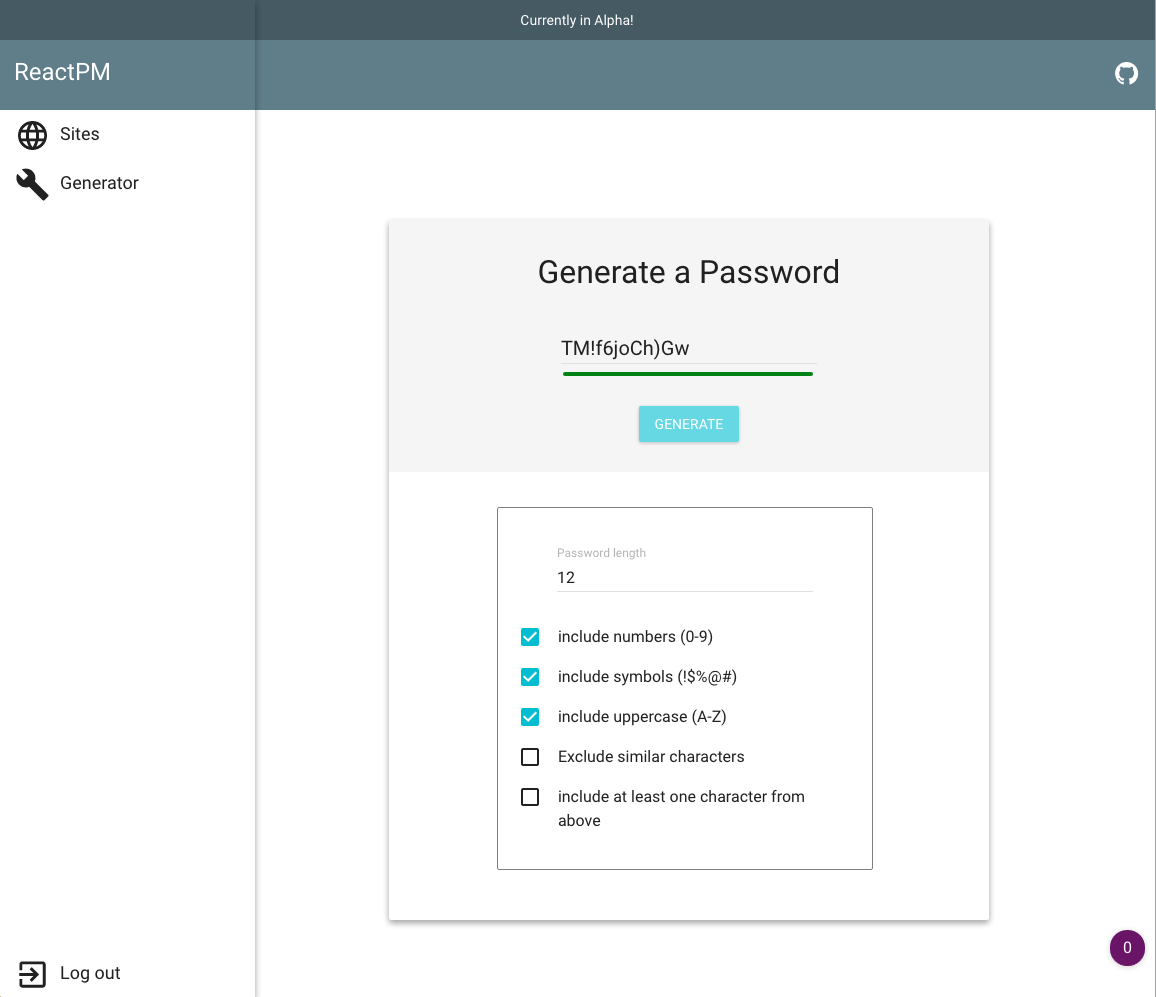 Currently in Alpha!
ReactPM
Sites
Generator
Generate a Password
TM!f6joCh)Gw
GENERATE
Password length
12
include numbers (0-9)
include symbols (!$%@#)
include uppercase (A-Z)
Exclude similar characters
include at least one character from
above
0
Log out